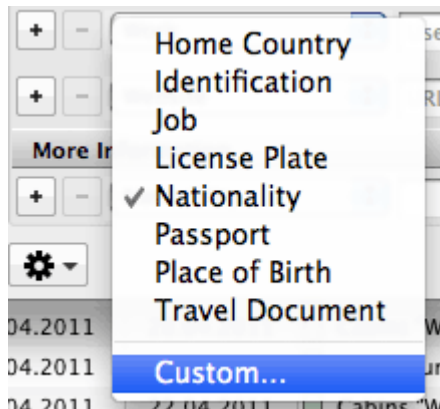 Home Country
Identification
Job
More In
License Plate
✓ Nationality
Passport
Place of Birth
Travel Document
04.2011
Custom...
04.2011
04.2011 22.04.2011 Cabins "W